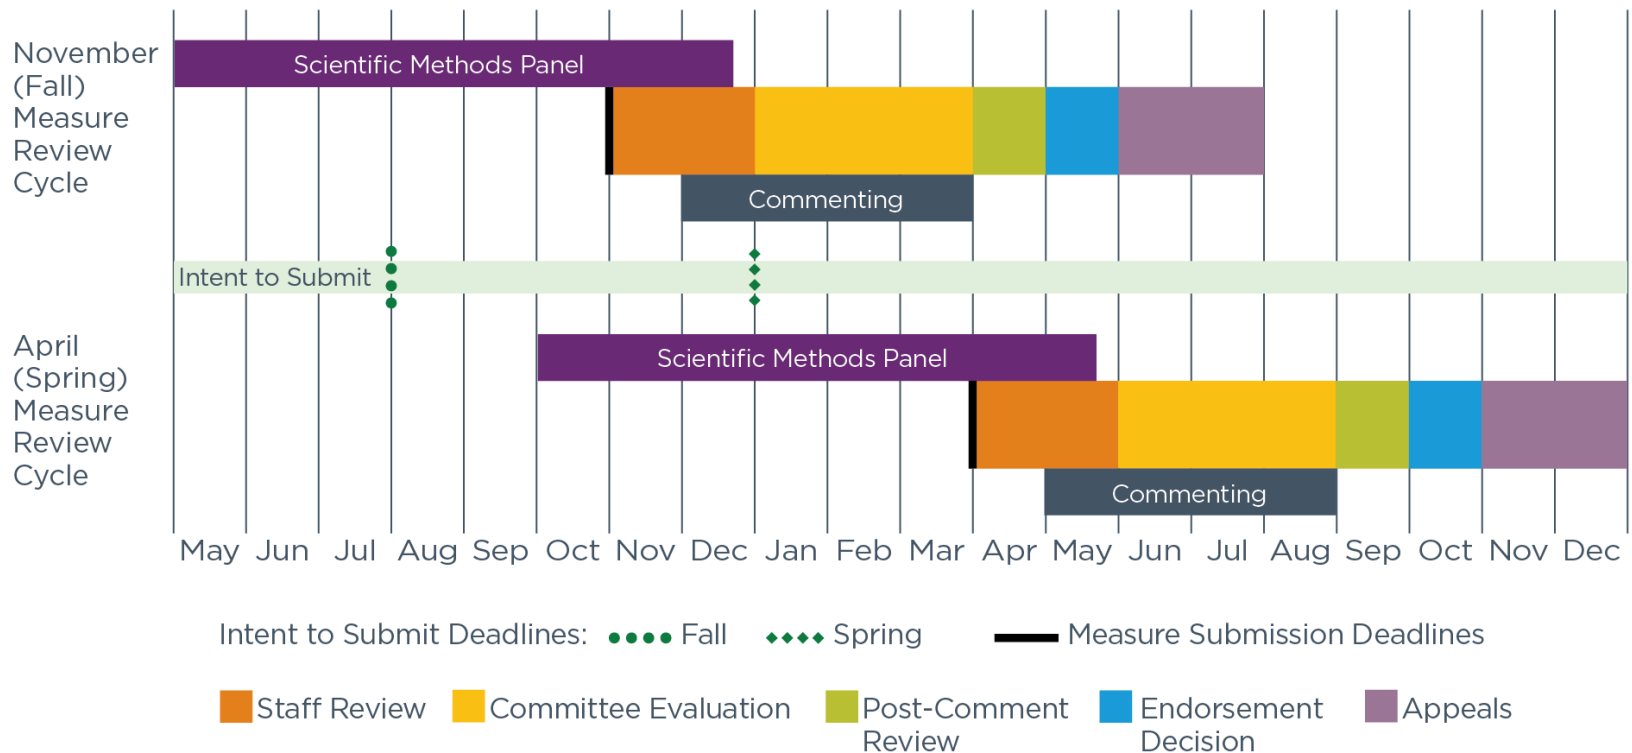 November
(Fall)
Measure
Review
Cycle
Scientific Methods Panel
Commenting
Intent to Submit
April
(Spring)
Measure
Review
Cycle
Scientific Methods Panel
Commenting
May Jun Jul Aug Sep Oct Nov Dec Jan Feb Mar Apr May Jun Jul Aug Sep Oct Nov Dec
Intent to Submit Deadlines: Fall Spring Measure Submission Deadlines
Staff Review Committee Evaluation Post-Comment Endorsement Appeals
Review Decision